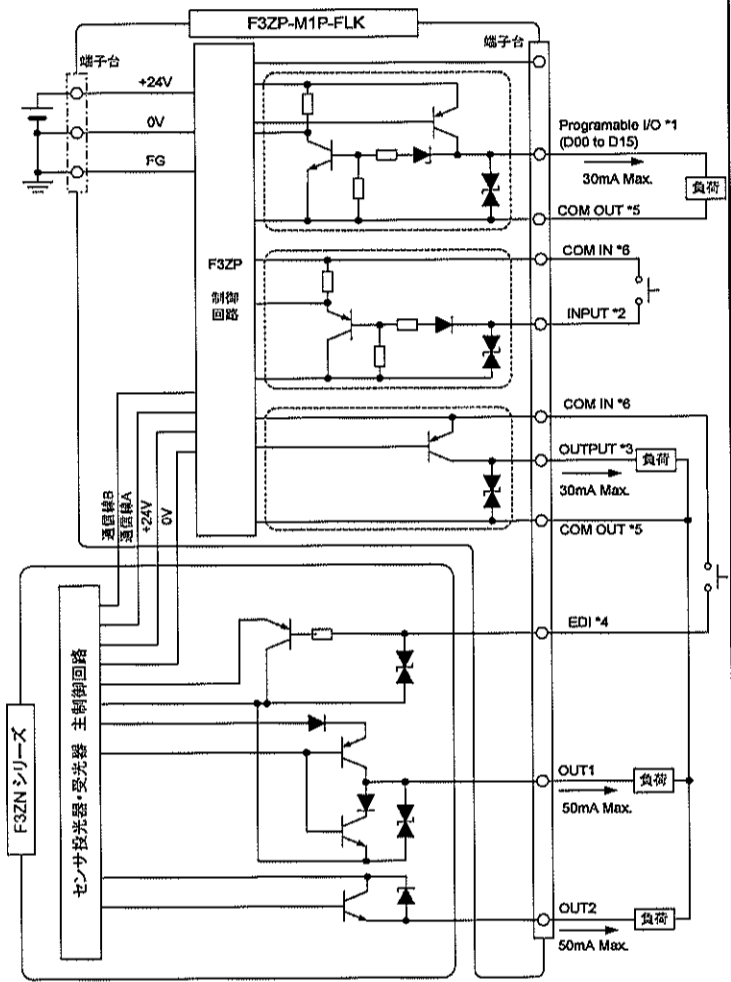 F3ZP-M1P-FLK
端子台
端子台
+24V
0V
FG
F3ZP
制御
回路
Programable I/O *1
(D00 to D15)
30mA Max.
負荷
COM OUT *5
COM IN *6
INPUT *2
COM IN *6
OUTPUT *3
負荷
30mA Max.
COM OUT *5
通信線B
通信線A
+24V
0V
EDI *4
F3ZN シリーズ
センサ投光器・受光器 主制御回路
OUT1
負荷
50mA Max.
OUT2
負荷
50mA Max.